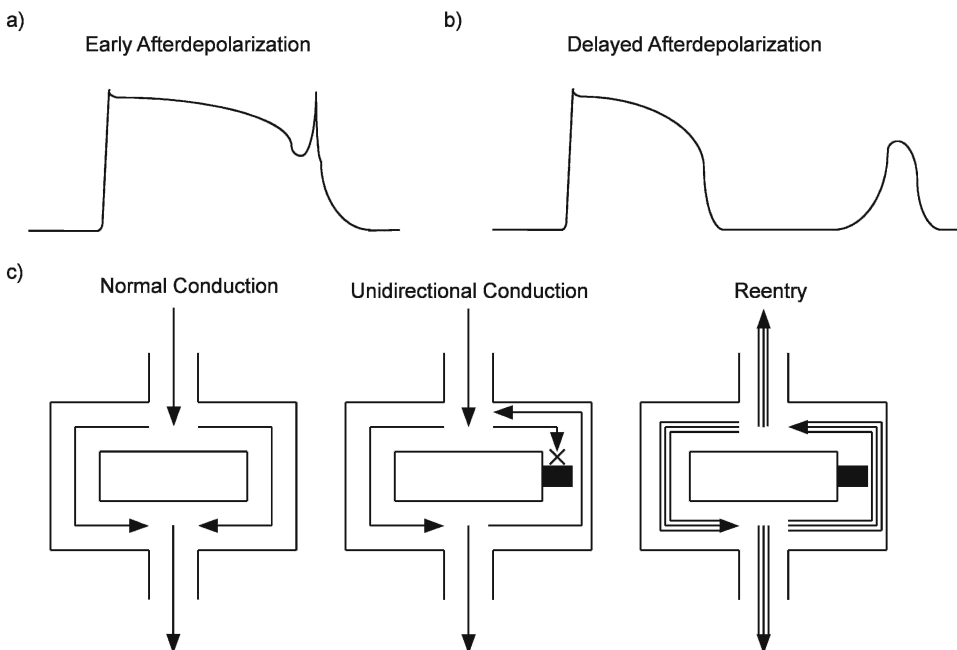 a)
Early Afterdepolarization
b)
Delayed Afterdepolarization
c)
Normal Conduction
Unidirectional Conduction
Reentry